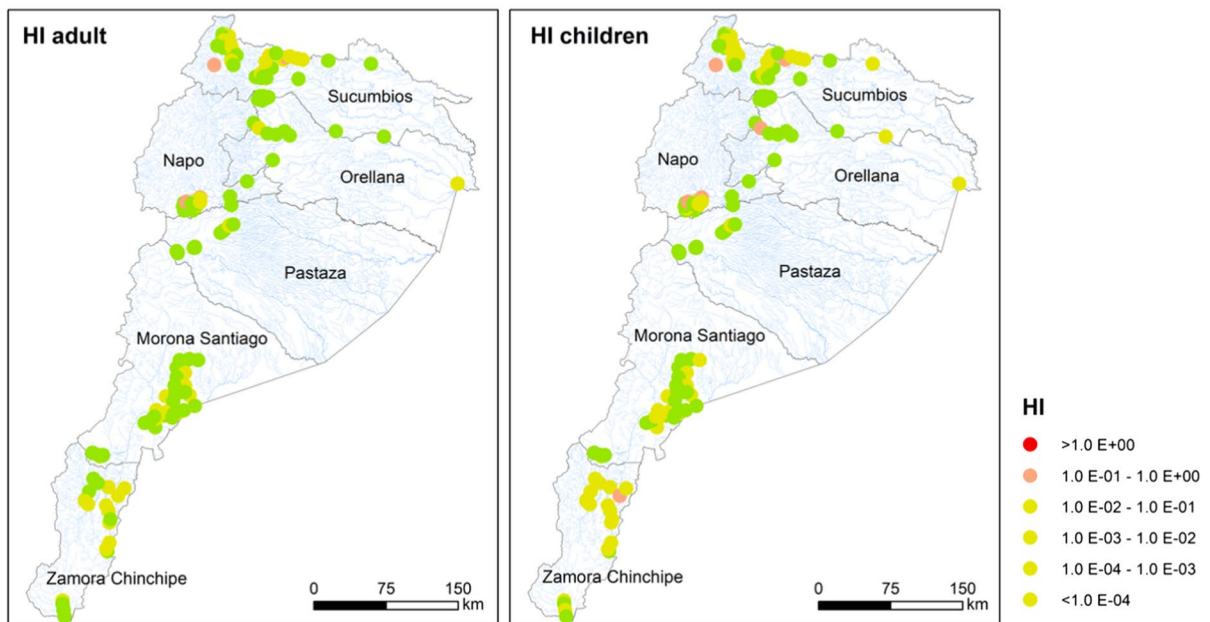 HI adult
Sucumbios
Napo
Orellana
Pastaza
Morona Santiago
Zamora Chinchipe
0 75 150
km
HI children
Sucumbios
Napo
Orellana
Pastaza
Morona Santiago
Zamora Chinchipe
0 75 150
km
HI
>1.0 E+00
1.0 E-01 - 1.0 E+00
1.0 E-02 - 1.0 E-01
1.0 E-03 - 1.0 E-02
1.0 E-04 - 1.0 E-03
<1.0 E-04